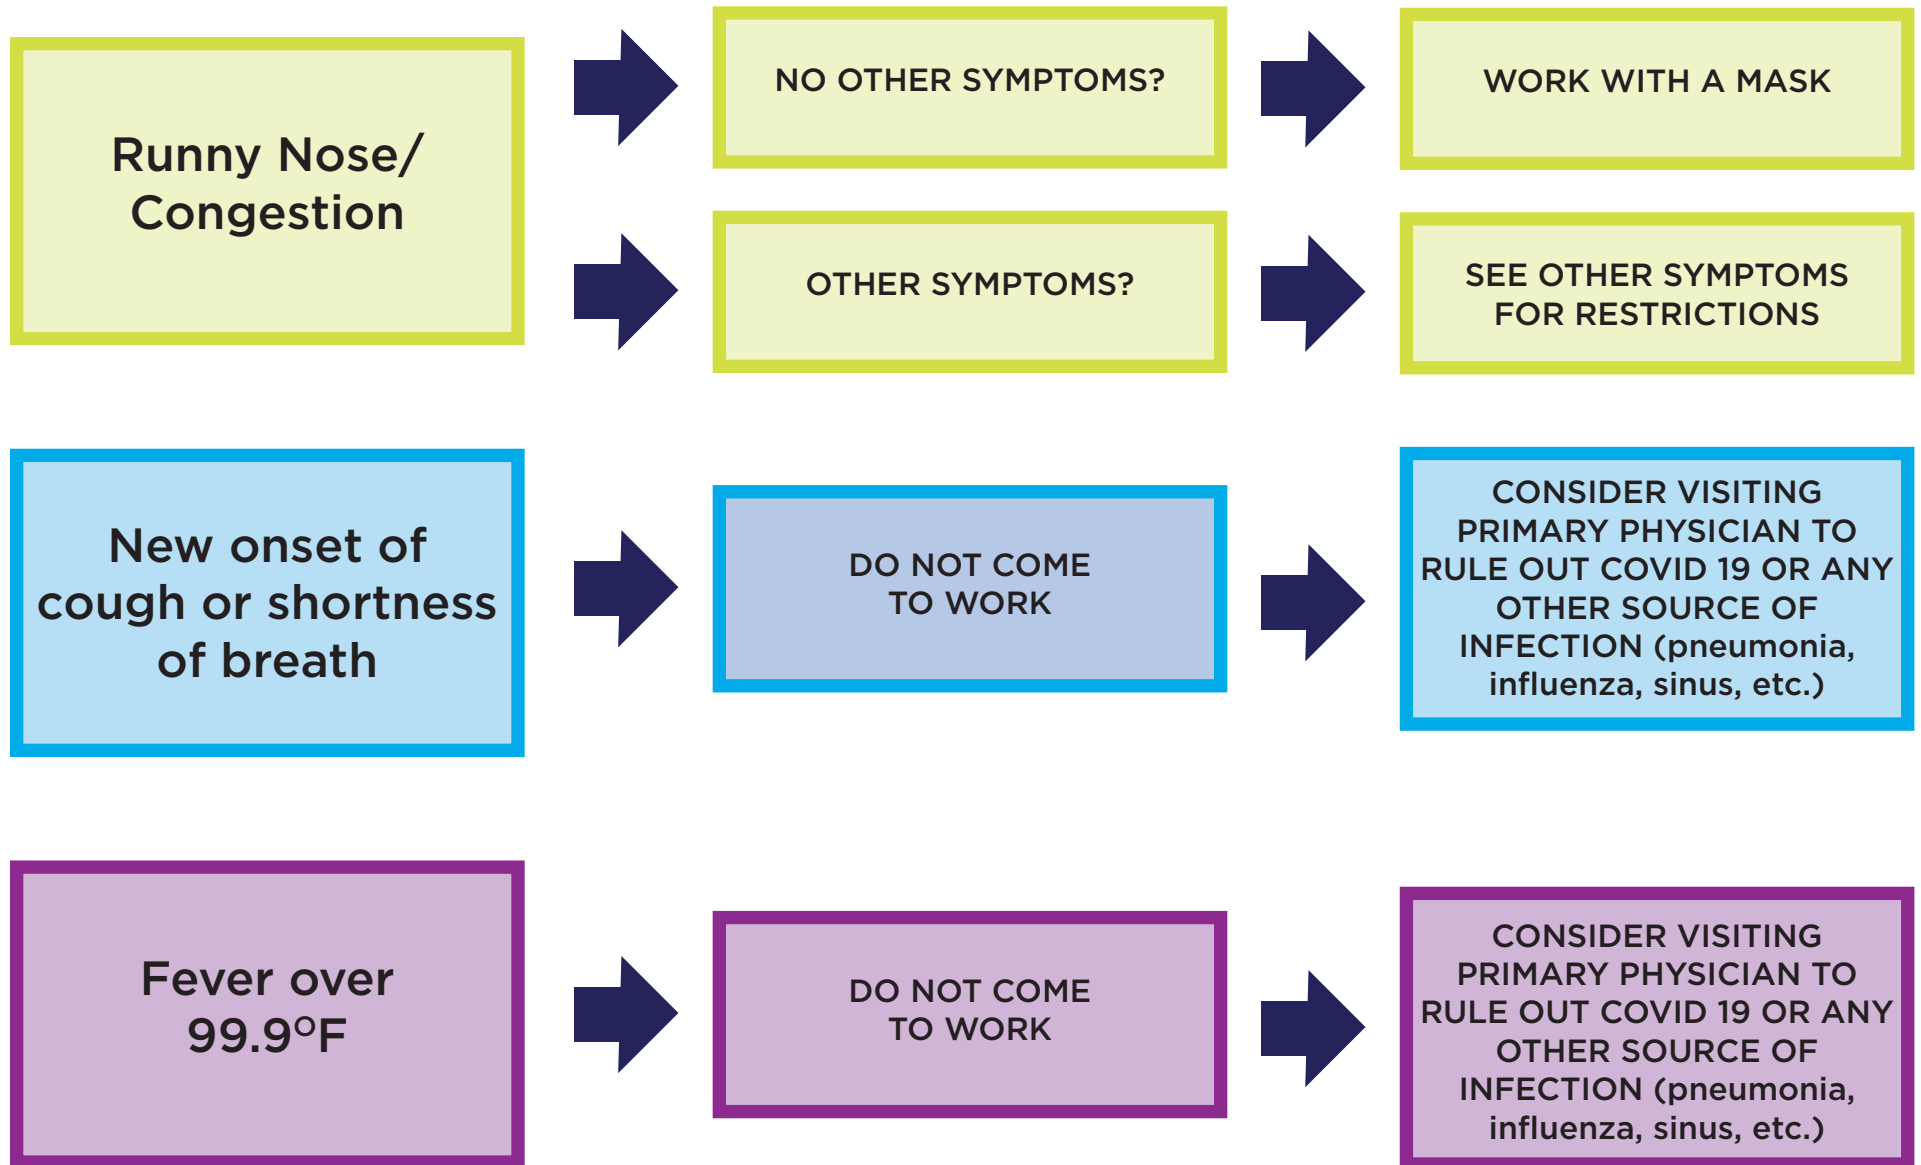 Runny Nose/
Congestion
NO OTHER SYMPTOMS?
WORK WITH A MASK
OTHER SYMPTOMS?
SEE OTHER SYMPTOMS
FOR RESTRICTIONS
New onset of
cough or shortness
of breath
DO NOT COME
TO WORK
CONSIDER VISITING
PRIMARY PHYSICIAN TO
RULE OUT COVID 19 OR ANY
OTHER SOURCE OF
INFECTION (pneumonia,
influenza, sinus, etc.)
Fever over
99.9°F
DO NOT COME
TO WORK
CONSIDER VISITING
PRIMARY PHYSICIAN TO
RULE OUT COVID 19 OR ANY
OTHER SOURCE OF
INFECTION (pneumonia,
influenza, sinus, etc.)